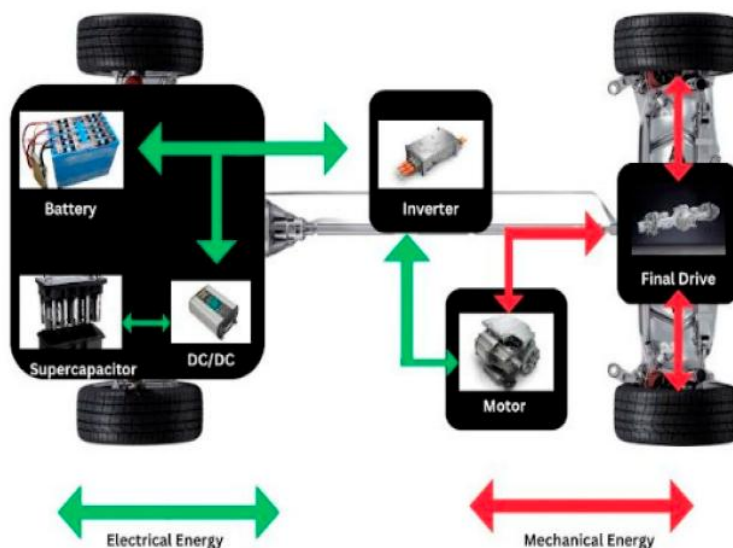 Battery
Inverter
Final Drive
Supercapacitor
DC/DC
Motor
Electrical Energy
Mechanical Energy